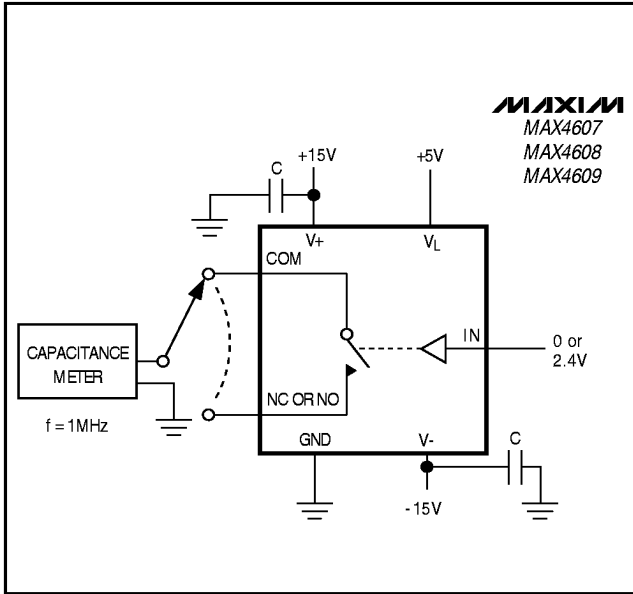 MAXIM
MAX4607
MAX4608
MAX4609
C
+15V
+5V
V+
VL
COM
IN
0 or
2.4V
CAPACITANCE
METER
f = 1MHz
NC OR NO
GND
V-
C
-15V